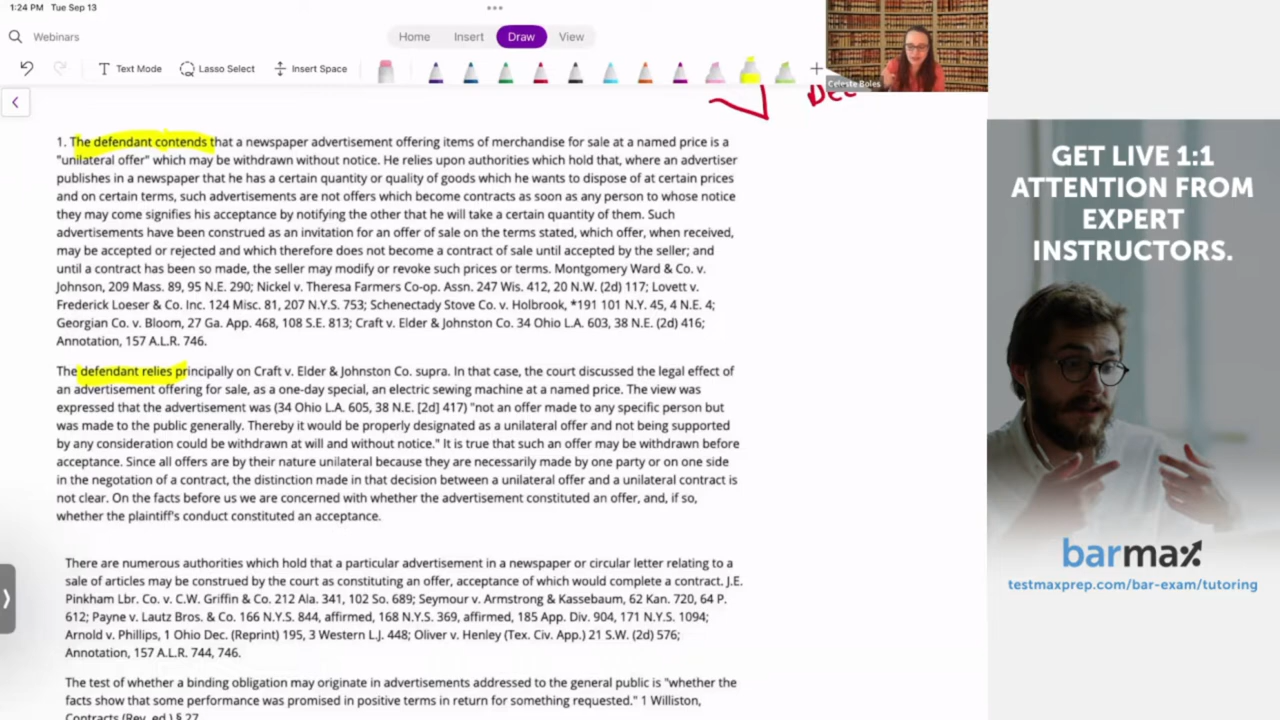 1:24 PM Tue Sep 13
Webinars
Home Insert Draw View
Text Mode Lasso Select Insert Space
Celeste Boles
1. The defendant contends that a newspaper advertisement offering items of merchandise for sale at a named price is a
"unilateral offer" which may be withdrawn without notice. He relies upon authorities which hold that, where an advertiser
publishes in a newspaper that he has a certain quantity or quality of goods which he wants to dispose of at certain prices
and on certain terms, such advertisements are not offers which become contracts as soon as any person to whose notice
they may come signifies his acceptance by notifying the other that he will take a certain quantity of them. Such
advertisements have been construed as an invitation for an offer of sale on the terms stated, which offer, when received,
may be accepted or rejected and which therefore does not become a contract of sale until accepted by the seller; and
until a contract has been so made, the seller may modify or revoke such prices or terms. Montgomery Ward & Co. v.
Johnson, 209 Mass. 89, 95 N.E. 290; Nickel v. Theresa Farmers Co-op. Assn. 247 Wis. 412, 20 N.W. (2d) 117; Lovett v.
Frederick Loeser & Co. Inc. 124 Misc. 81, 207 N.Y.S. 753; Schenectady Stove Co. v. Holbrook, *191 101 N.Y. 45, 4 N.E. 4;
Georgian Co. v. Bloom, 27 Ga. App. 468, 108 S.E. 813; Craft v. Elder & Johnston Co. 34 Ohio L.A. 603, 38 N.E. (2d) 416;
Annotation, 157 A.L.R. 746.
The defendant relies principally on Craft v. Elder & Johnston Co. supra. In that case, the court discussed the legal effect of
an advertisement offering for sale, as a one-day special, an electric sewing machine at a named price. The view was
expressed that the advertisement was (34 Ohio L.A. 605, 38 N.E. [2d] 417) "not an offer made to any specific person but
was made to the public generally. Thereby it would be properly designated as a unilateral offer and not being supported
by any consideration could be withdrawn at will and without notice." It is true that such an offer may be withdrawn before
acceptance. Since all offers are by their nature unilateral because they are necessarily made by one party or on one side
in the negotation of a contract, the distinction made in that decision between a unilateral offer and a unilateral contract is
not clear. On the facts before us we are concerned with whether the advertisement constituted an offer, and, if so,
whether the plaintiff's conduct constituted an acceptance.
There are numerous authorities which hold that a particular advertisement in a newspaper or circular letter relating to a
sale of articles may be construed by the court as constituting an offer, acceptance of which would complete a contract. J.E.
Pinkham Lbr. Co. v. C.W. Griffin & Co. 212 Ala. 341, 102 So. 689; Seymour v. Armstrong & Kassebaum, 62 Kan. 720, 64 P.
612; Payne v. Lautz Bros. & Co. 166 N.Y.S. 844, affirmed, 168 N.Y.S. 369, affirmed, 185 App. Div. 904, 171 N.Y.S. 1094;
Arnold v. Phillips, 1 Ohio Dec. (Reprint) 195, 3 Western L.J. 448; Oliver v. Henley (Tex. Civ. App.) 21 S.W. (2d) 576;
Annotation, 157 A.L.R. 744, 746.
The test of whether a binding obligation may originate in advertisements addressed to the general public is "whether the
facts show that some performance was promised in positive terms in return for something requested." 1 Williston,
Contracts (Rev. ed.) § 27.
GET LIVE 1:1
ATTENTION FROM
EXPERT
INSTRUCTORS.
barmax
testmaxprep.com/bar-exam/tutoring